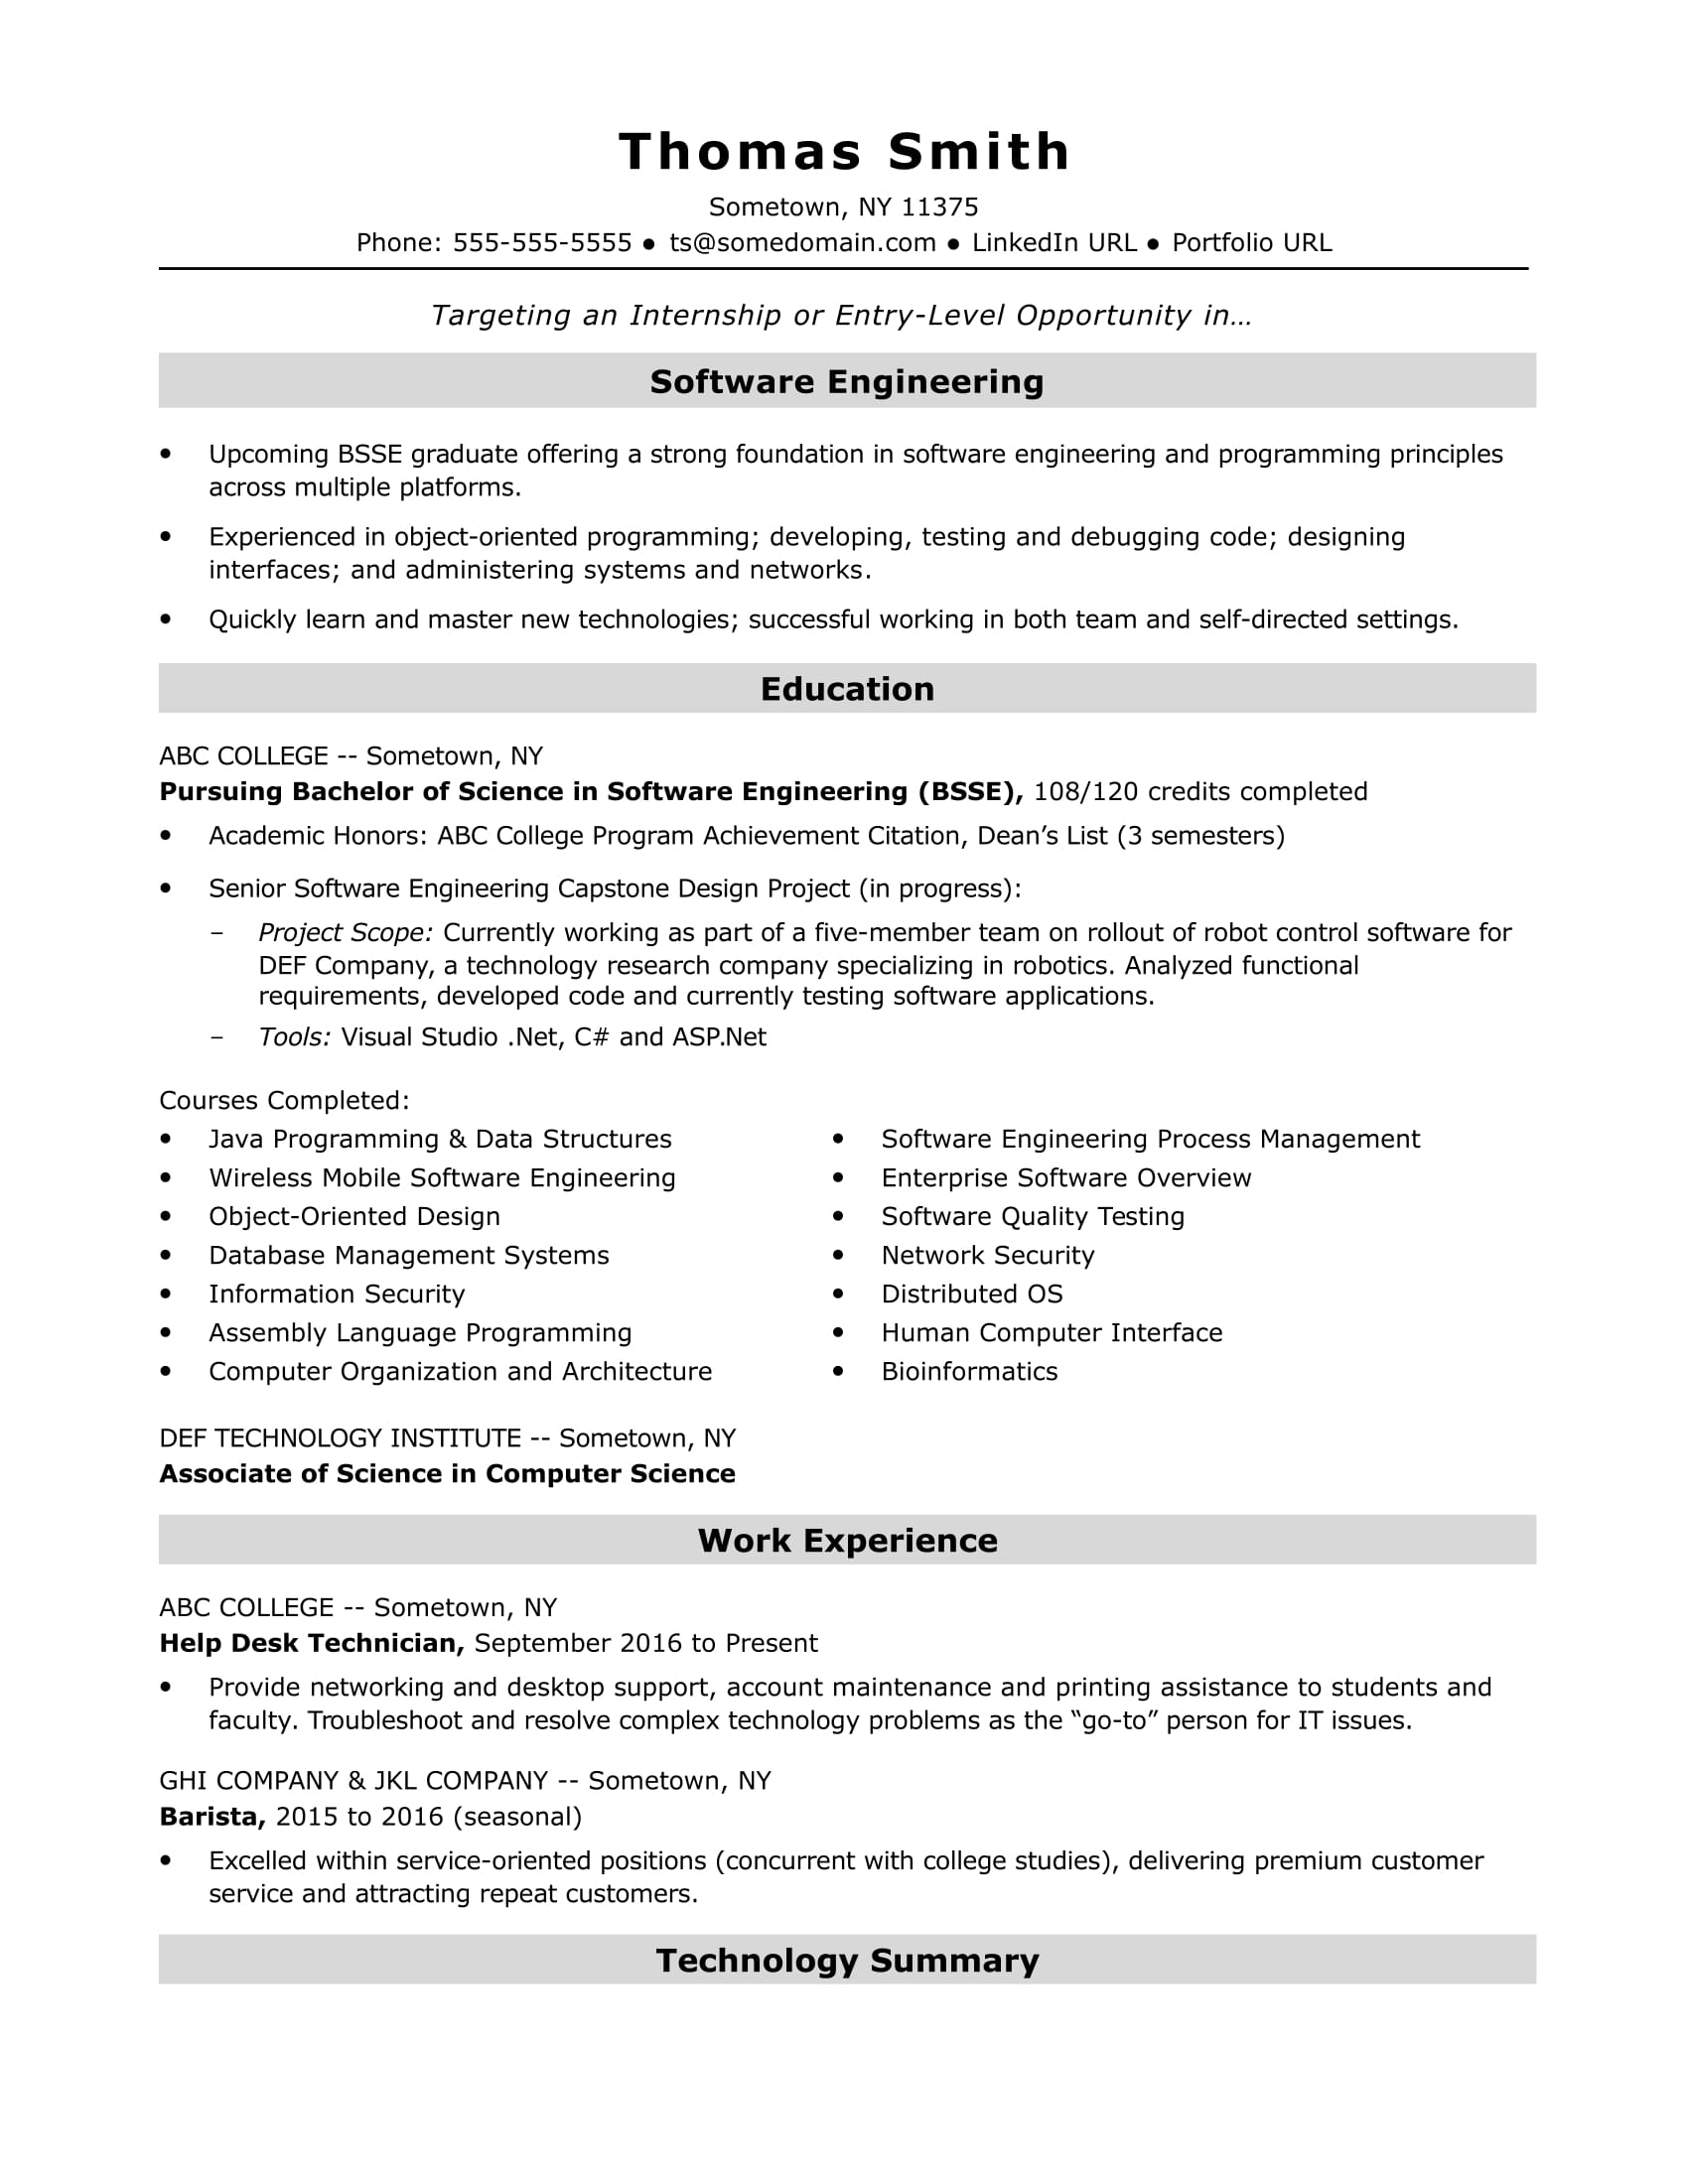 Thomas Smith
Sometown, NY 11375
Phone: 555-555-5555 ● ts@somedomain.com ● LinkedIn URL ● Portfolio URL
Targeting an Internship or Entry-Level Opportunity in…
Software Engineering
• Upcoming BSSE graduate offering a strong foundation in software engineering and programming principles
across multiple platforms.
• Experienced in object-oriented programming; developing, testing and debugging code; designing
interfaces; and administering systems and networks.
• Quickly learn and master new technologies; successful working in both team and self-directed settings.
Education
ABC COLLEGE -- Sometown, NY
Pursuing Bachelor of Science in Software Engineering (BSSE), 108/120 credits completed
• Academic Honors: ABC College Program Achievement Citation, Dean’s List (3 semesters)
• Senior Software Engineering Capstone Design Project (in progress):
– Project Scope: Currently working as part of a five-member team on rollout of robot control software for
DEF Company, a technology research company specializing in robotics. Analyzed functional
requirements, developed code and currently testing software applications.
– Tools: Visual Studio .Net, C# and ASP.Net
Courses Completed:
• Java Programming & Data Structures
• Wireless Mobile Software Engineering
• Object-Oriented Design
• Database Management Systems
• Information Security
• Assembly Language Programming
• Computer Organization and Architecture
• Software Engineering Process Management
• Enterprise Software Overview
• Software Quality Testing
• Network Security
• Distributed OS
• Human Computer Interface
• Bioinformatics
DEF TECHNOLOGY INSTITUTE -- Sometown, NY
Associate of Science in Computer Science
Work Experience
ABC COLLEGE -- Sometown, NY
Help Desk Technician, September 2016 to Present
• Provide networking and desktop support, account maintenance and printing assistance to students and
faculty. Troubleshoot and resolve complex technology problems as the “go-to” person for IT issues.
GHI COMPANY & JKL COMPANY -- Sometown, NY
Barista, 2015 to 2016 (seasonal)
• Excelled within service-oriented positions (concurrent with college studies), delivering premium customer
service and attracting repeat customers.
Technology Summary